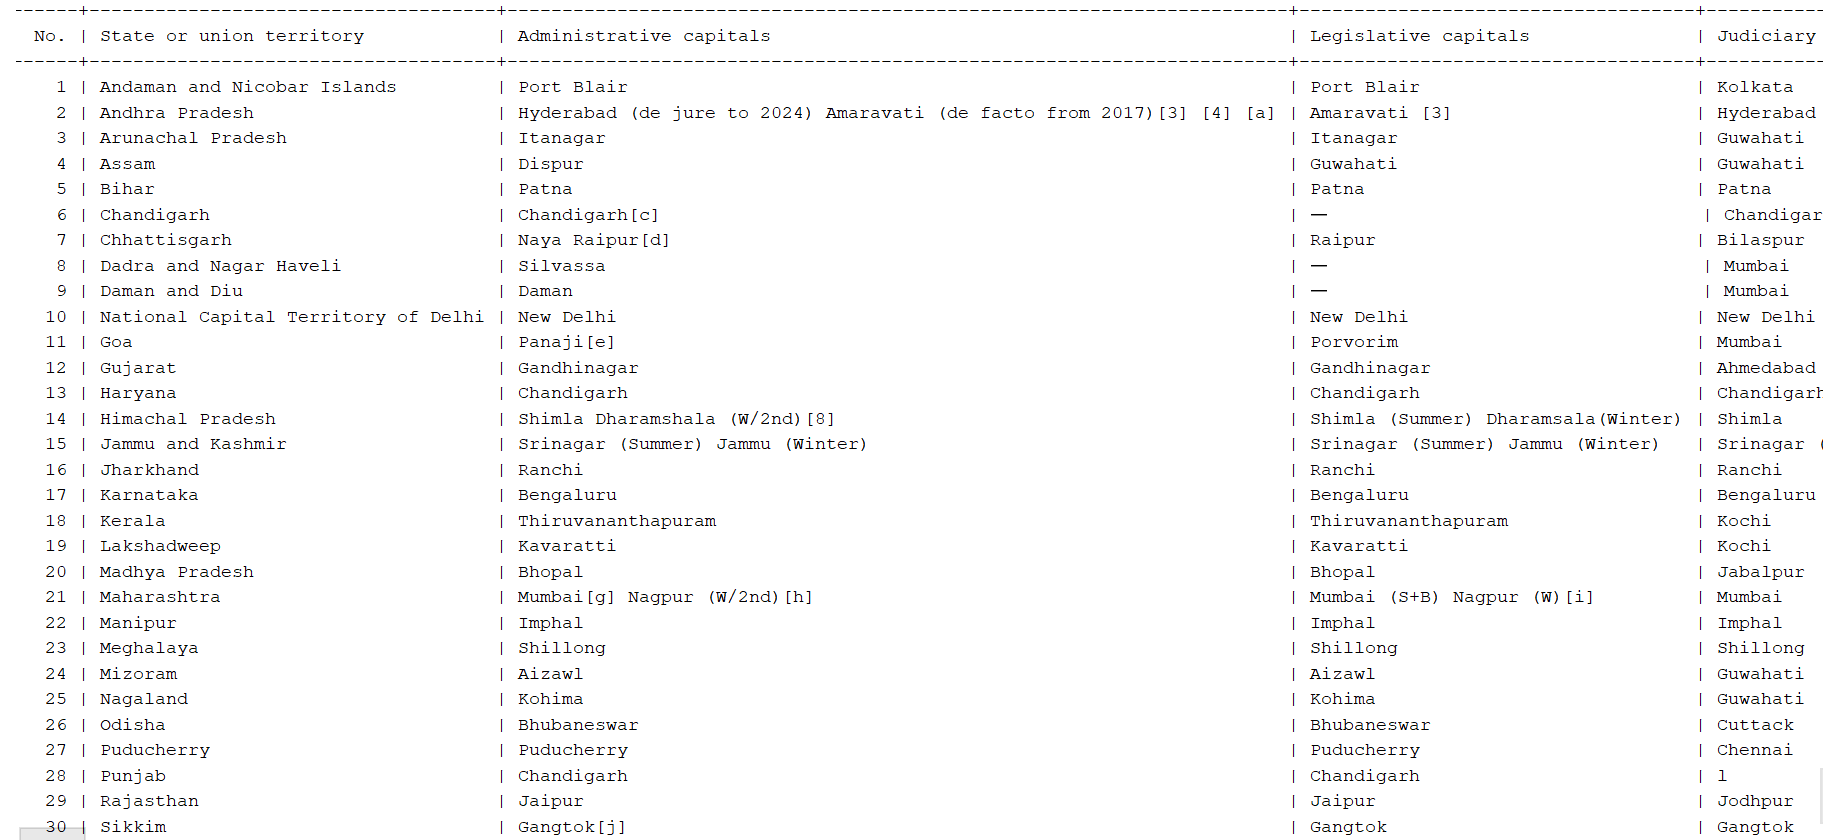 ------+-------------------------------------+-----------------------------------------------------------------------+------------------------------------+-----------
No. | State or union territory | Administrative capitals | Legislative capitals | Judiciary
------+-------------------------------------+-----------------------------------------------------------------------+------------------------------------+-----------
1 | Andaman and Nicobar Islands | Port Blair | Port Blair | Kolkata
2 | Andhra Pradesh | Hyderabad (de jure to 2024) Amaravati (de facto from 2017)[3] [4] [a] | Amaravati [3] | Hyderabad
3 | Arunachal Pradesh | Itanagar | Itanagar | Guwahati
4 | Assam | Dispur | Guwahati | Guwahati
5 | Bihar | Patna | Patna | Patna
6 | Chandigarh | Chandigarh[c] | — | Chandigar
7 | Chhattisgarh | Naya Raipur[d] | Raipur | Bilaspur
8 | Dadra and Nagar Haveli | Silvassa | — | Mumbai
9 | Daman and Diu | Daman | — | Mumbai
10 | National Capital Territory of Delhi | New Delhi | New Delhi | New Delhi
11 | Goa | Panaji[e] | Porvorim | Mumbai
12 | Gujarat | Gandhinagar | Gandhinagar | Ahmedabad
13 | Haryana | Chandigarh | Chandigarh | Chandigarh
14 | Himachal Pradesh | Shimla Dharamshala (W/2nd)[8] | Shimla (Summer) Dharamsala(Winter) | Shimla
15 | Jammu and Kashmir | Srinagar (Summer) Jammu (Winter) | Srinagar (Summer) Jammu (Winter) | Srinagar (
16 | Jharkhand | Ranchi | Ranchi | Ranchi
17 | Karnataka | Bengaluru | Bengaluru | Bengaluru
18 | Kerala | Thiruvananthapuram | Thiruvananthapuram | Kochi
19 | Lakshadweep | Kavaratti | Kavaratti | Kochi
20 | Madhya Pradesh | Bhopal | Bhopal | Jabalpur
21 | Maharashtra | Mumbai[g] Nagpur (W/2nd)[h] | Mumbai (S+B) Nagpur (W)[i] | Mumbai
22 | Manipur | Imphal | Imphal | Imphal
23 | Meghalaya | Shillong | Shillong | Shillong
24 | Mizoram | Aizawl | Aizawl | Guwahati
25 | Nagaland | Kohima | Kohima | Guwahati
26 | Odisha | Bhubaneswar | Bhubaneswar | Cuttack
27 | Puducherry | Puducherry | Puducherry | Chennai
28 | Punjab | Chandigarh | Chandigarh | l
29 | Rajasthan | Jaipur | Jaipur | Jodhpur
30 | Sikkim | Gangtok[j] | Gangtok | Gangtok